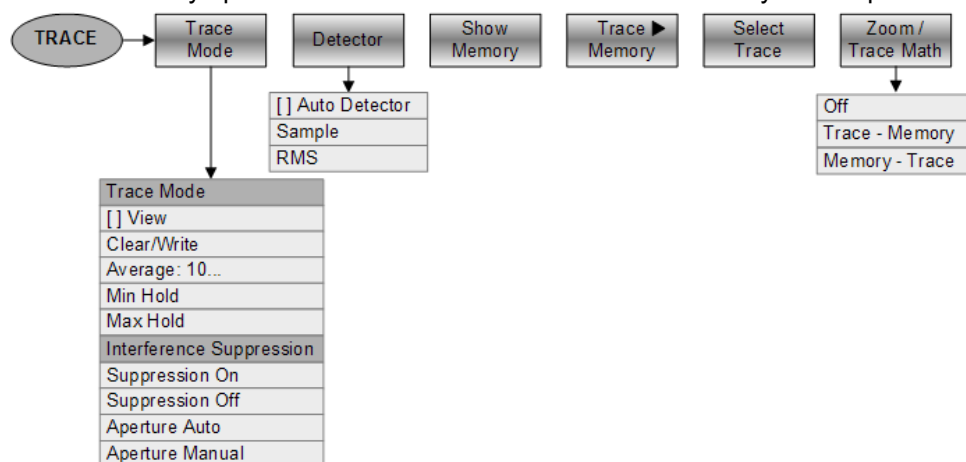 TRACE
Trace
Mode
Detector
Show
Memory
Trace ▶
Memory
Select
Trace
Zoom /
Trace Math
[ ] Auto Detector
Sample
RMS
Off
Trace - Memory
Memory - Trace
Trace Mode
[ ] View
Clear/Write
Average: 10...
Min Hold
Max Hold
Interference Suppression
Suppression On
Suppression Off
Aperture Auto
Aperture Manual